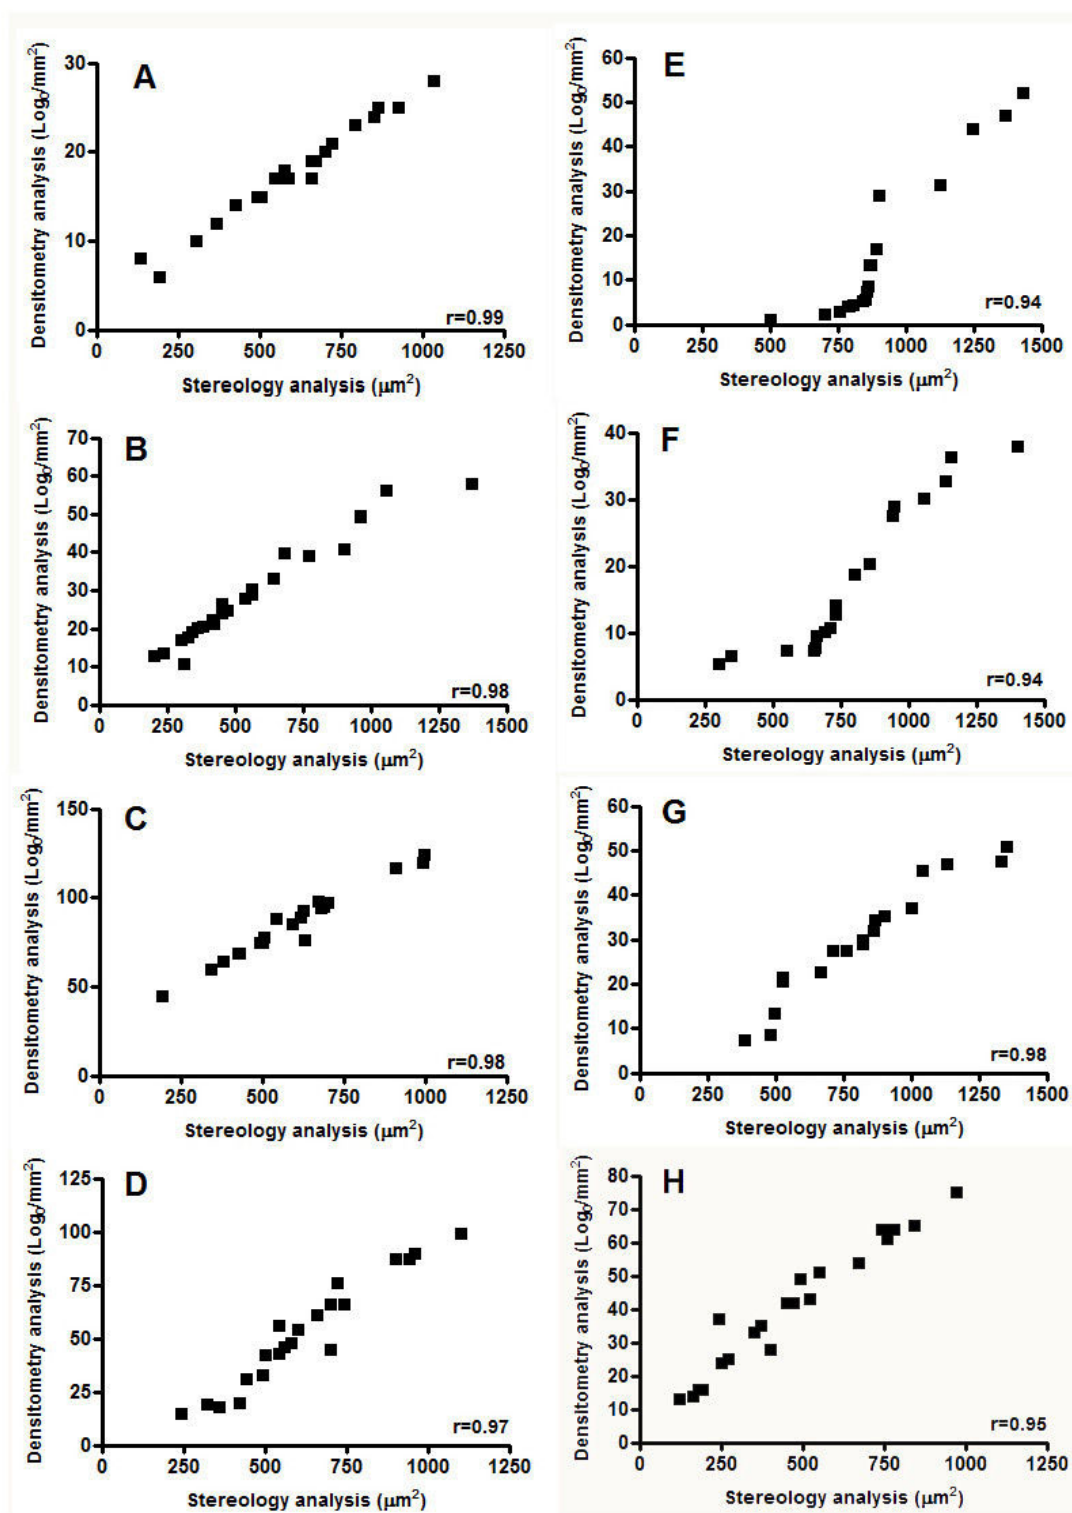 A
Densitometry analysis (Log₀/mm²)
30
20
10
0
0 250 500 750 1000 1250
r=0.99
Stereology analysis (μm²)
E
Densitometry analysis (Log₀/mm²)
60
50
40
30
20
10
0
0 250 500 750 1000 1250 1500
r=0.94
Stereology analysis (μm²)
B
Densitometry analysis (Log₀/mm²)
70
60
50
40
30
20
10
0
0 250 500 750 1000 1250 1500
r=0.98
Stereology analysis (μm²)
F
Densitometry analysis (Log₀/mm²)
40
30
20
10
0
0 250 500 750 1000 1250 1500
r=0.94
Stereology analysis (μm²)
C
Densitometry analysis (Log₀/mm²)
150
100
50
0
0 250 500 750 1000 1250
r=0.98
Stereology analysis (μm²)
G
Densitometry analysis (Log₀/mm²)
60
50
40
30
20
10
0
0 250 500 750 1000 1250 1500
r=0.98
Stereology analysis (μm²)
D
Densitometry analysis (Log₀/mm²)
125
100
75
50
25
0
0 250 500 750 1000 1250
r=0.97
Stereology analysis (μm²)
H
Densitometry analysis (Log₀/mm²)
80
70
60
50
40
30
20
10
0
0 250 500 750 1000 1250
r=0.95
Stereology analysis (μm²)